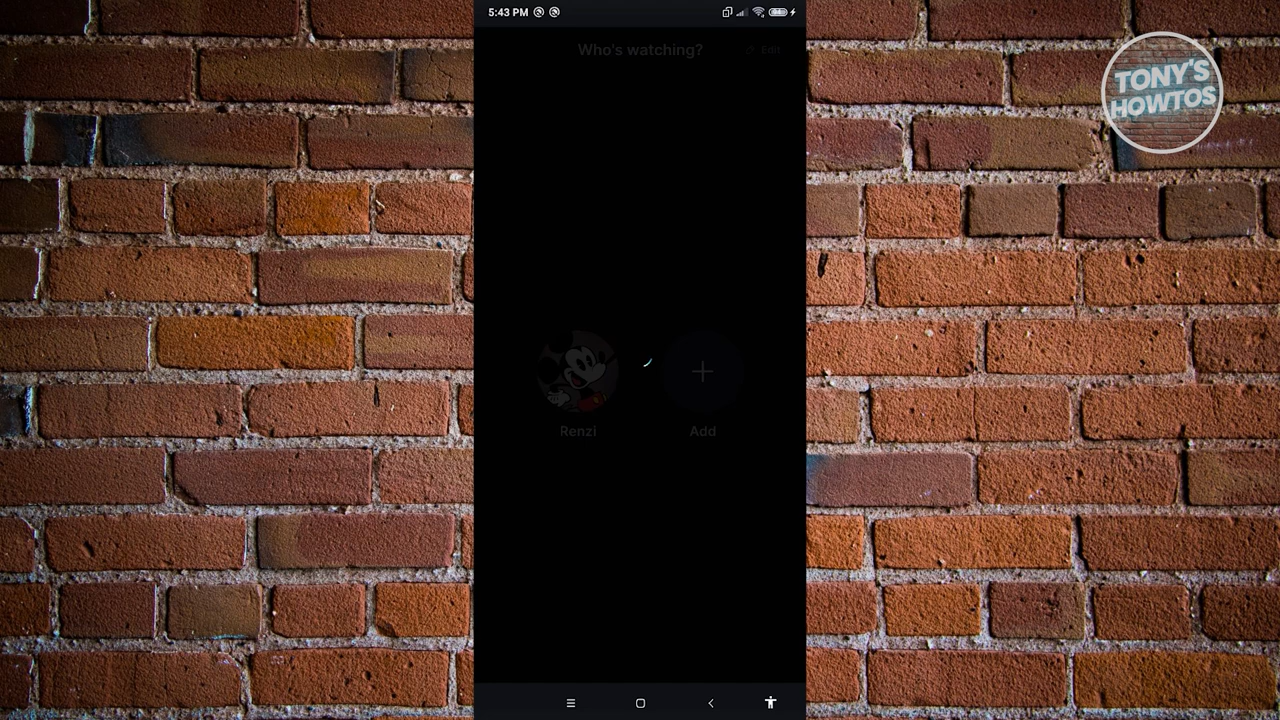 5:43 PM
Who's watching?
Edit
TONY'S
HOWTOS
Renzi
Add